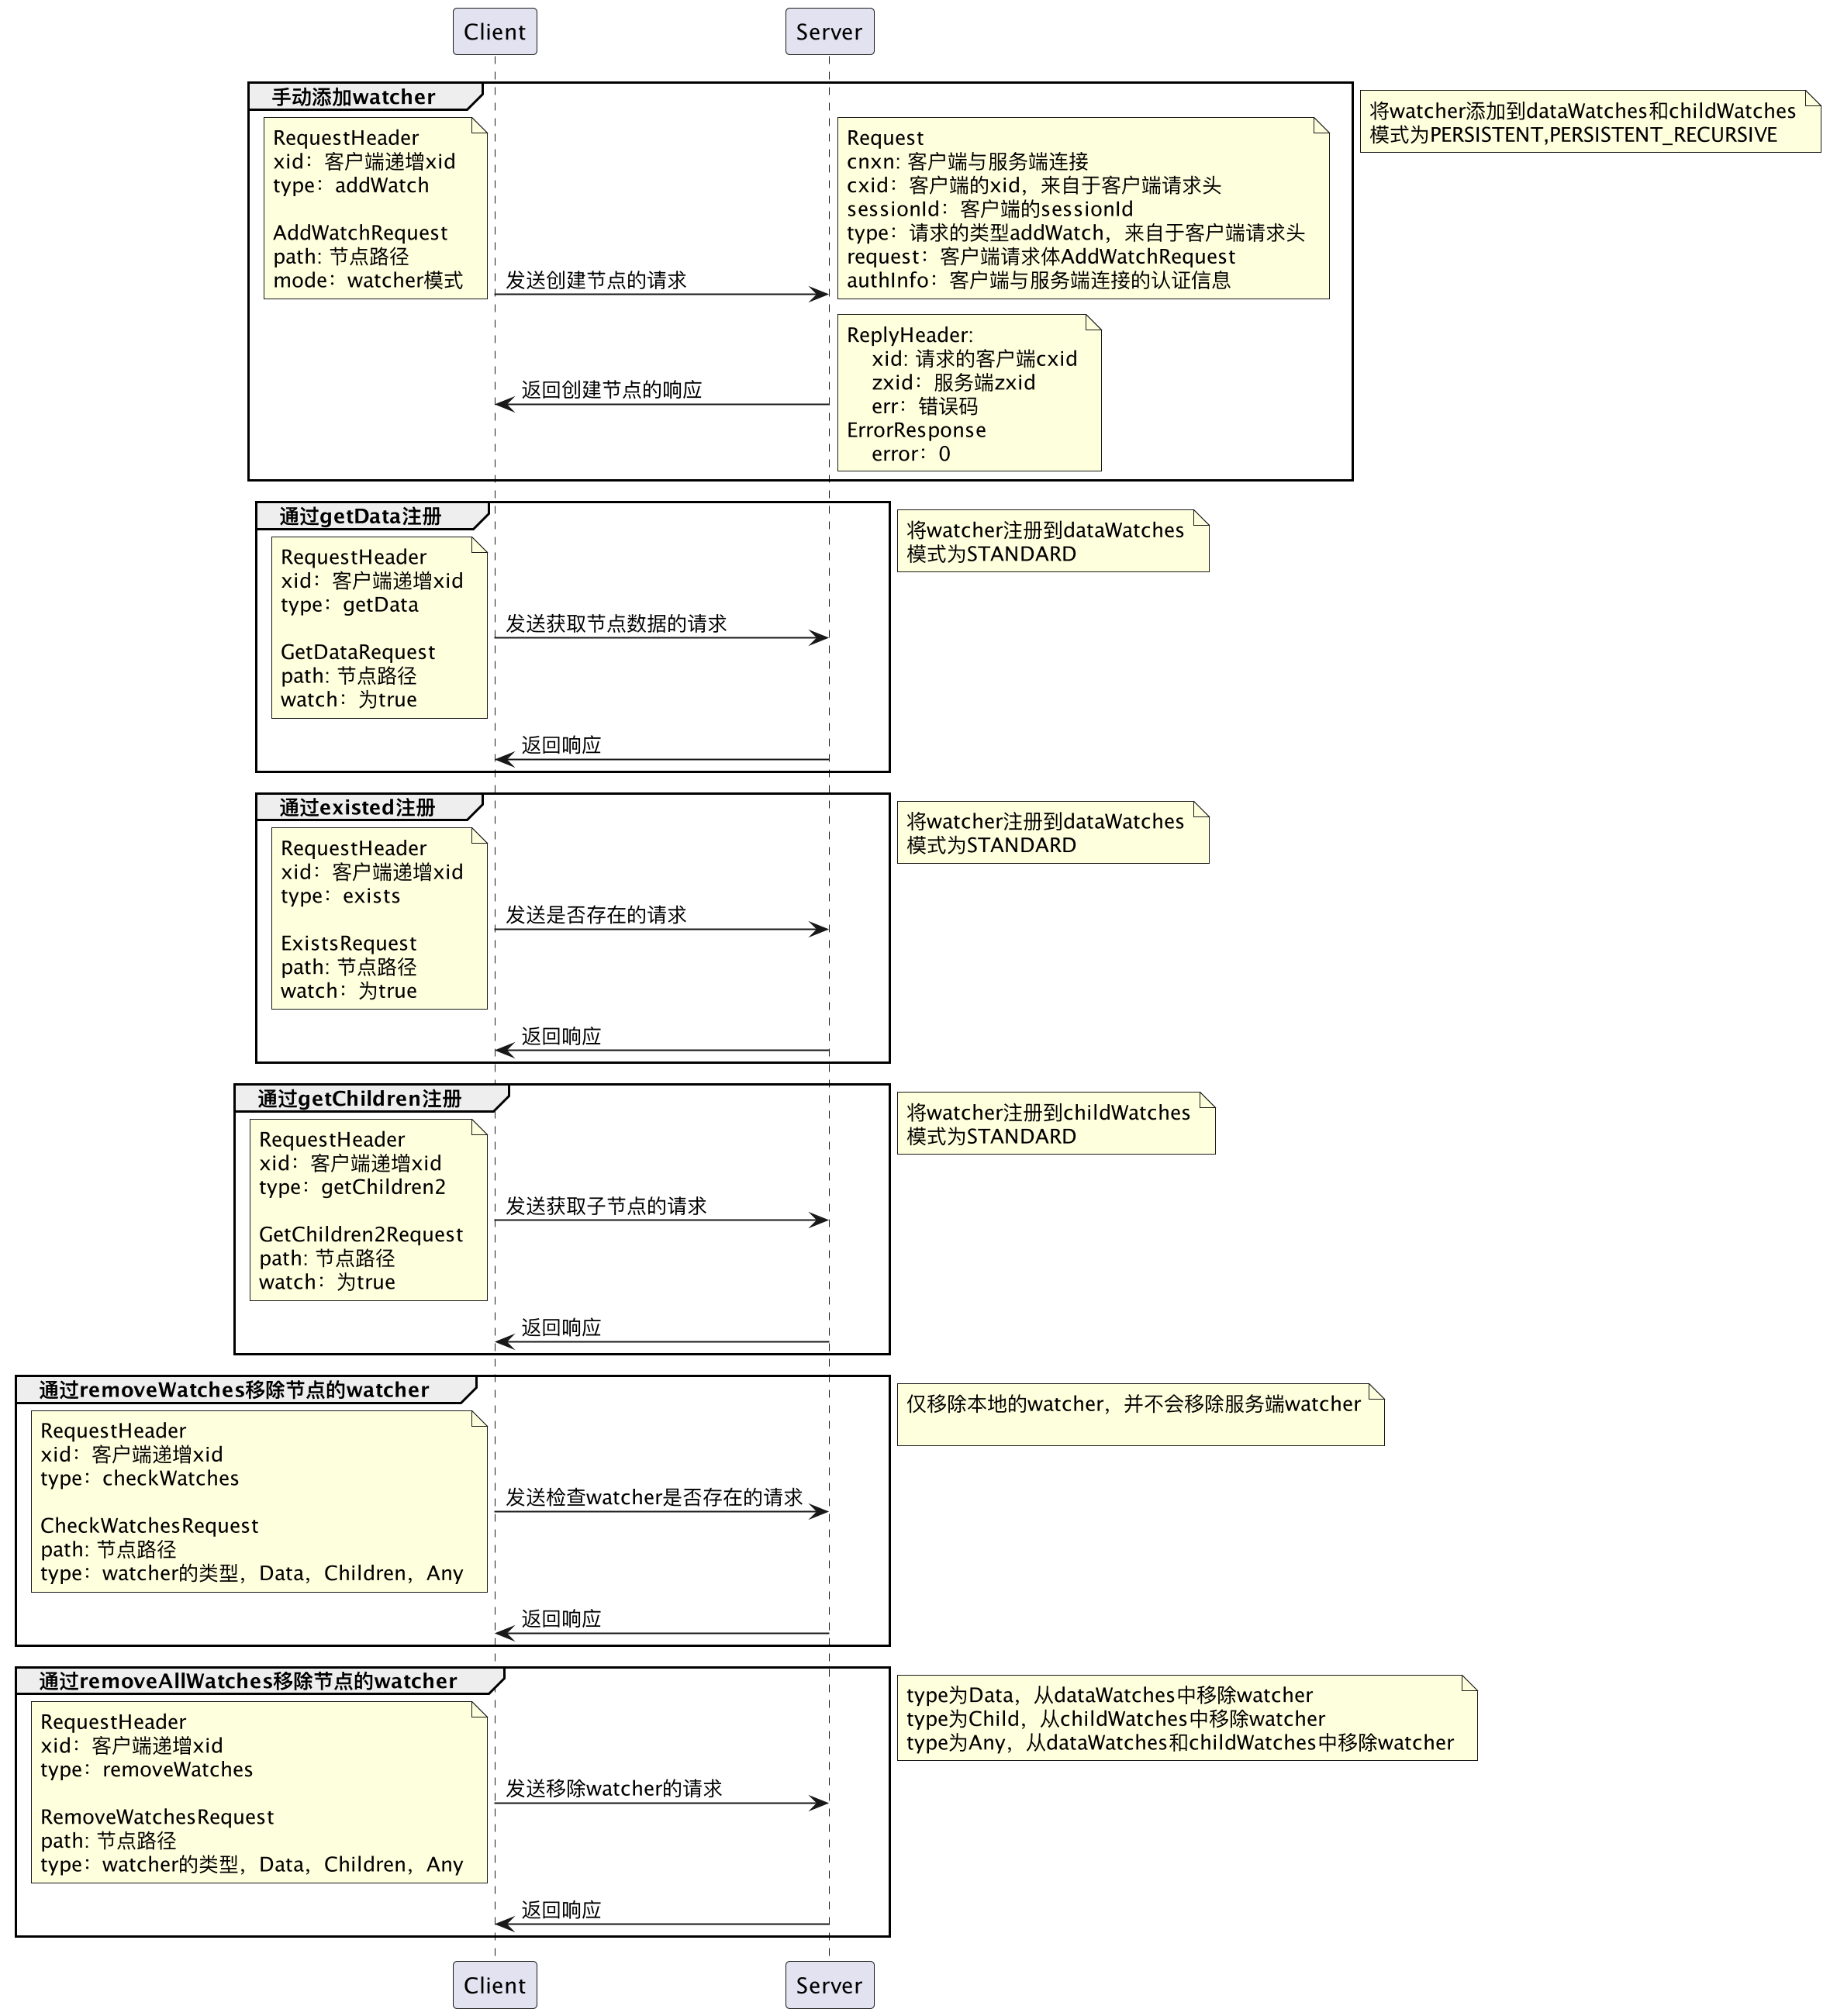 Client
Server
手动添加watcher
将watcher添加到dataWatches和childWatches
模式为PERSISTENT,PERSISTENT_RECURSIVE
RequestHeader
xid：客户端递增xid
type：addWatch
AddWatchRequest
path: 节点路径
mode：watcher模式
发送创建节点的请求
Request
cnxn: 客户端与服务端连接
cxid：客户端的xid，来自于客户端请求头
sessionId：客户端的sessionId
type：请求的类型addWatch，来自于客户端请求头
request：客户端请求体AddWatchRequest
authInfo：客户端与服务端连接的认证信息
返回创建节点的响应
ReplyHeader:
xid: 请求的客户端cxid
zxid：服务端zxid
err：错误码
ErrorResponse
error：0
通过getData注册
将watcher注册到dataWatches
模式为STANDARD
RequestHeader
xid：客户端递增xid
type：getData
GetDataRequest
path: 节点路径
watch：为true
发送获取节点数据的请求
返回响应
通过existed注册
将watcher注册到dataWatches
模式为STANDARD
RequestHeader
xid：客户端递增xid
type：exists
ExistsRequest
path: 节点路径
watch：为true
发送是否存在的请求
返回响应
通过getChildren注册
将watcher注册到childWatches
模式为STANDARD
RequestHeader
xid：客户端递增xid
type：getChildren2
GetChildren2Request
path: 节点路径
watch：为true
发送获取子节点的请求
返回响应
通过removeWatches移除节点的watcher
仅移除本地的watcher，并不会移除服务端watcher
RequestHeader
xid：客户端递增xid
type：checkWatches
CheckWatchesRequest
path: 节点路径
type：watcher的类型，Data，Children，Any
发送检查watcher是否存在的请求
返回响应
通过removeAllWatches移除节点的watcher
type为Data，从dataWatches中移除watcher
type为Child，从childWatches中移除watcher
type为Any，从dataWatches和childWatches中移除watcher
RequestHeader
xid：客户端递增xid
type：removeWatches
RemoveWatchesRequest
path: 节点路径
type：watcher的类型，Data，Children，Any
发送移除watcher的请求
返回响应
Client
Server